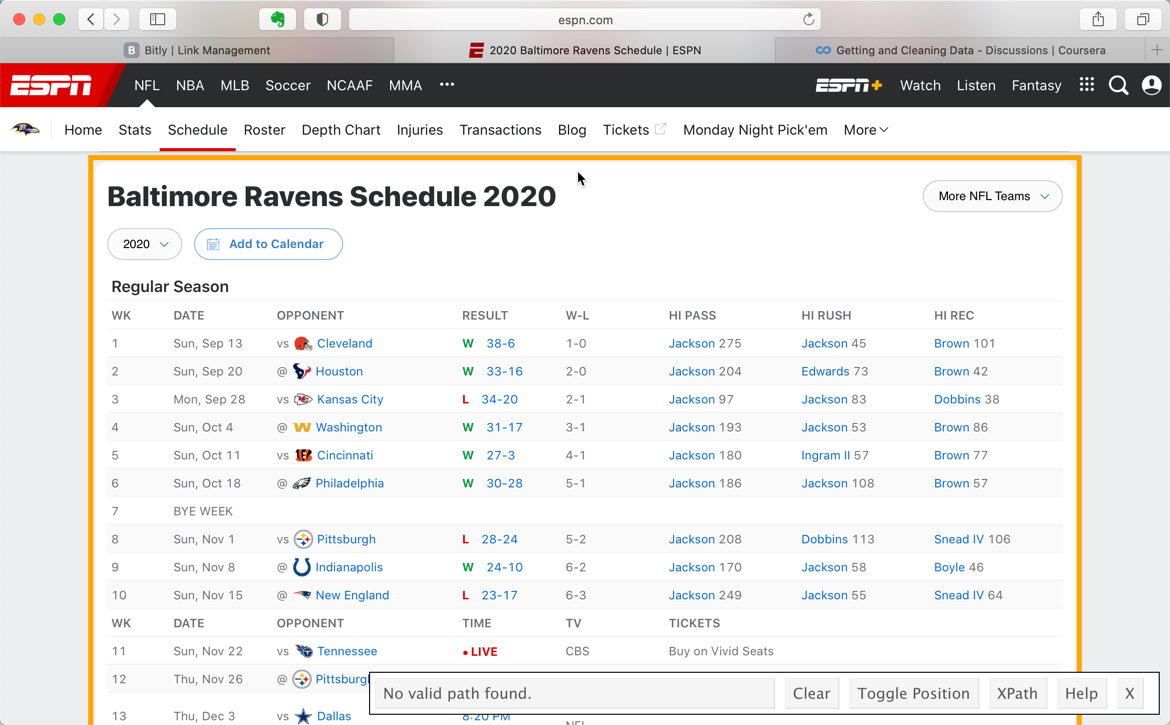 espn.com
B Bitly | Link Management
2020 Baltimore Ravens Schedule | ESPN
Getting and Cleaning Data - Discussions | Coursera
ESPN NFL NBA MLB Soccer NCAAF MMA ••• ESPN+ Watch Listen Fantasy
Home Stats Schedule Roster Depth Chart Injuries Transactions Blog Tickets Monday Night Pick'em More
Baltimore Ravens Schedule 2020
More NFL Teams
2020 Add to Calendar
Regular Season
WK DATE OPPONENT RESULT W-L HI PASS HI RUSH HI REC
1 Sun, Sep 13 vs Cleveland W 38-6 1-0 Jackson 275 Jackson 45 Brown 101
2 Sun, Sep 20 @ Houston W 33-16 2-0 Jackson 204 Edwards 73 Brown 42
3 Mon, Sep 28 vs Kansas City L 34-20 2-1 Jackson 97 Jackson 83 Dobbins 38
4 Sun, Oct 4 @ W Washington W 31-17 3-1 Jackson 193 Jackson 53 Brown 86
5 Sun, Oct 11 vs Cincinnati W 27-3 4-1 Jackson 180 Ingram II 57 Brown 77
6 Sun, Oct 18 @ Philadelphia W 30-28 5-1 Jackson 186 Jackson 108 Brown 57
7 BYE WEEK
8 Sun, Nov 1 vs Pittsburgh L 28-24 5-2 Jackson 208 Dobbins 113 Snead IV 106
9 Sun, Nov 8 @ Indianapolis W 24-10 6-2 Jackson 170 Jackson 58 Boyle 46
10 Sun, Nov 15 @ New England L 23-17 6-3 Jackson 249 Jackson 55 Snead IV 64
WK DATE OPPONENT TIME TV TICKETS
11 Sun, Nov 22 vs Tennessee • LIVE CBS Buy on Vivid Seats
12 Thu, Nov 26 @ Pittsburg
No valid path found. Clear Toggle Position XPath Help X
13 Thu, Dec 3 vs Dallas 8:20 PM NFL